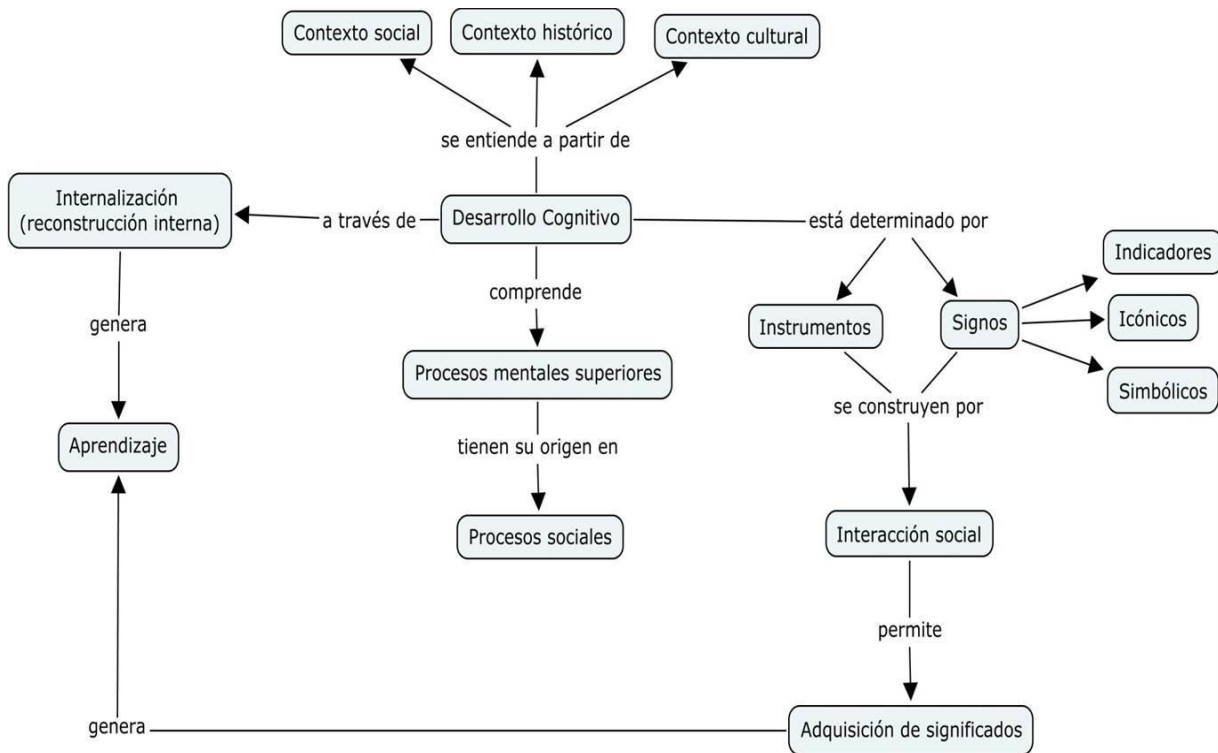 Contexto social
Contexto histórico
Contexto cultural
se entiende a partir de
Internalización
(reconstrucción interna)
a través de
Desarrollo Cognitivo
está determinado por
Indicadores
comprende
genera
Instrumentos
Signos
Icónicos
Procesos mentales superiores
Simbólicos
se construyen por
Aprendizaje
tienen su origen en
Procesos sociales
Interacción social
permite
genera
Adquisición de significados